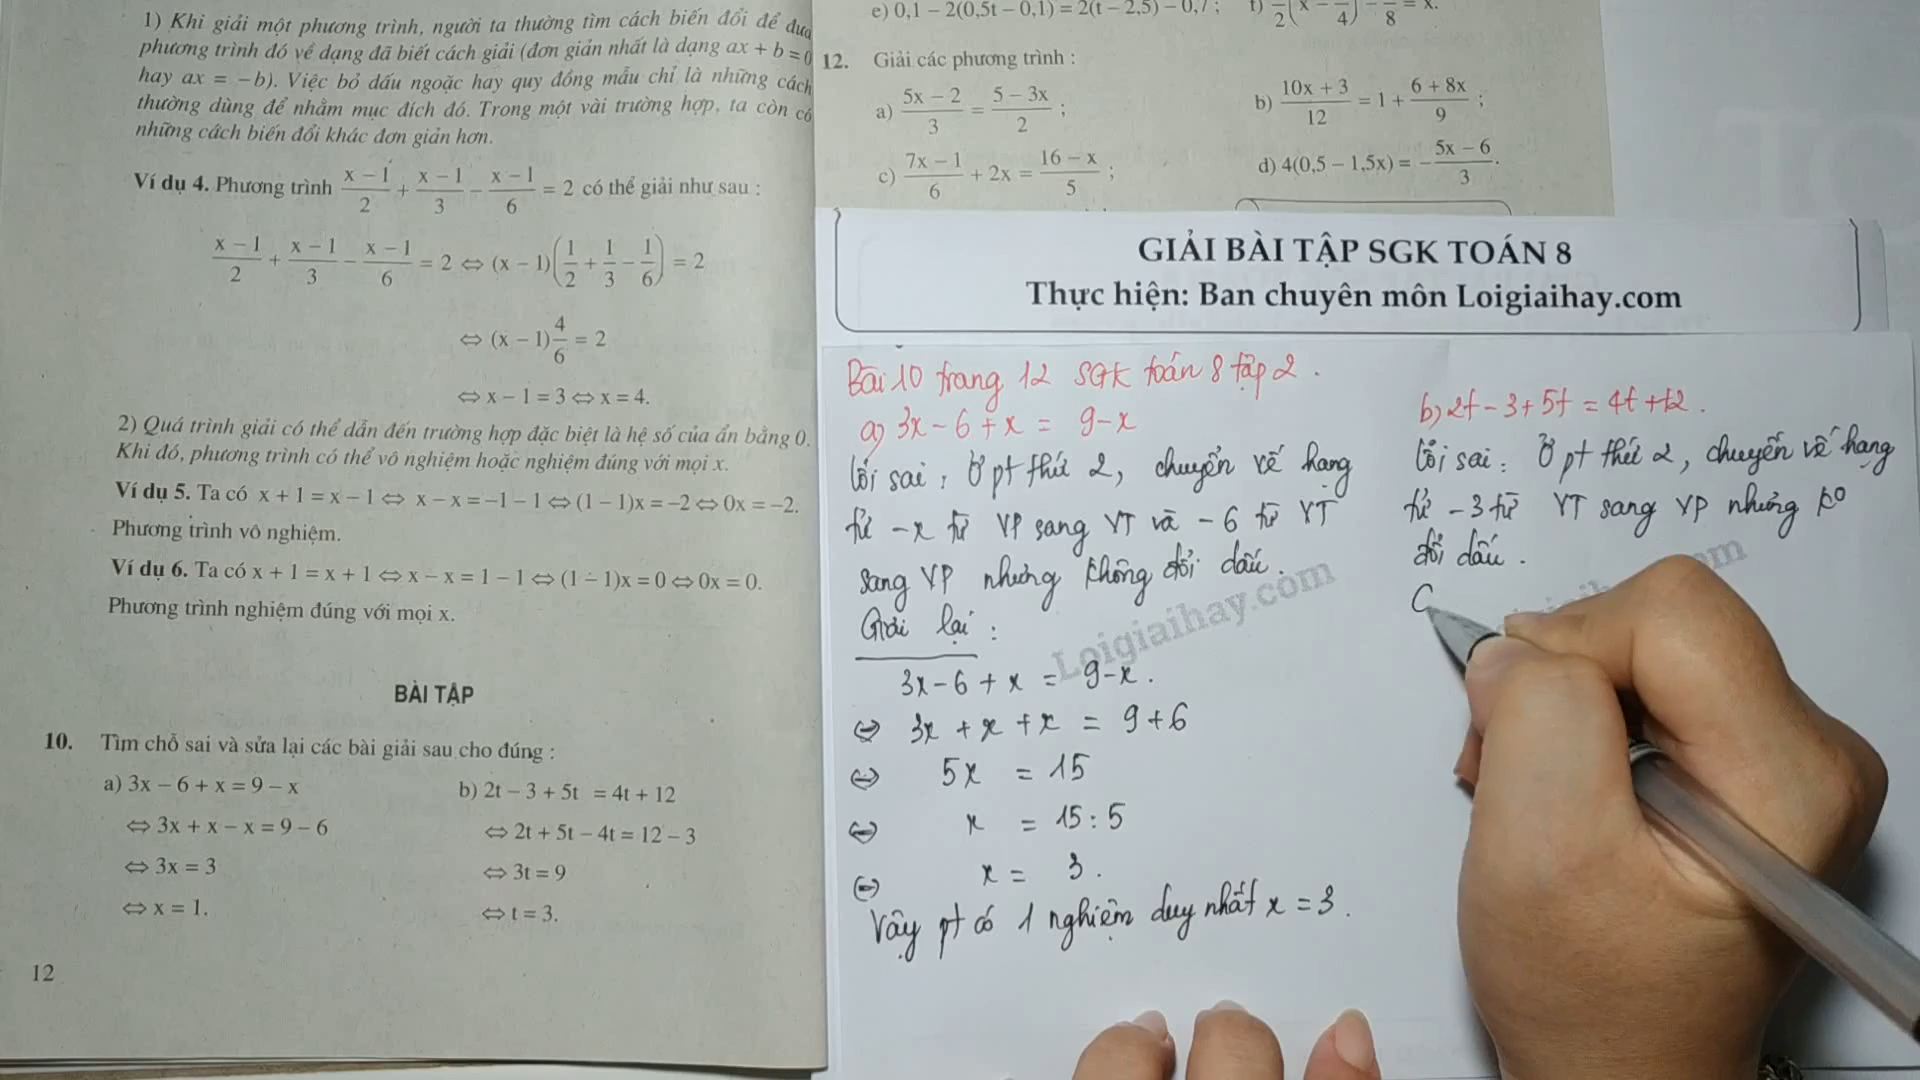 1) Khi giải một phương trình, người ta thường tìm cách biến đổi để đưa
phương trình đó về dạng đã biết cách giải (đơn giản nhất là dạng ax + b = 0
hay ax = −b). Việc bỏ dấu ngoặc hay quy đồng mẫu chỉ là những cách
thường dùng để nhằm mục đích đó. Trong một vài trường hợp, ta còn có
những cách biến đổi khác đơn giản hơn.
Ví dụ 4. Phương trình (x − 1)/2 + (x − 1)/3 − (x − 1)/6 = 2 có thể giải như sau :
(x − 1)/2 + (x − 1)/3 − (x − 1)/6 = 2 ⇔ (x − 1)(1/2 + 1/3 − 1/6) = 2
⇔ (x − 1) 4/6 = 2
⇔ x − 1 = 3 ⇔ x = 4.
2) Quá trình giải có thể dẫn đến trường hợp đặc biệt là hệ số của ẩn bằng 0.
Khi đó, phương trình có thể vô nghiệm hoặc nghiệm đúng với mọi x.
Ví dụ 5. Ta có x + 1 = x − 1 ⇔ x − x = −1 − 1 ⇔ (1 − 1)x = −2 ⇔ 0x = −2.
Phương trình vô nghiệm.
Ví dụ 6. Ta có x + 1 = x + 1 ⇔ x − x = 1 − 1 ⇔ (1 − 1)x = 0 ⇔ 0x = 0.
Phương trình nghiệm đúng với mọi x.
BÀI TẬP
10. Tìm chỗ sai và sửa lại các bài giải sau cho đúng :
a) 3x − 6 + x = 9 − x
⇔ 3x + x − x = 9 − 6
⇔ 3x = 3
⇔ x = 1.
b) 2t − 3 + 5t = 4t + 12
⇔ 2t + 5t − 4t = 12 − 3
⇔ 3t = 9
⇔ t = 3.
12
e) 0,1 − 2(0,5t − 0,1) = 2(t − 2,5) − 0,7 ;
12. Giải các phương trình :
a) (5x − 2)/3 = (5 − 3x)/2 ;
b) (10x + 3)/12 = 1 + (6 + 8x)/9 ;
c) (7x − 1)/6 + 2x = (16 − x)/5 ;
d) 4(0,5 − 1,5x) = −(5x − 6)/3.
GIẢI BÀI TẬP SGK TOÁN 8
Thực hiện: Ban chuyên môn Loigiaihay.com
Bài 10 trang 12 SGK toán 8 tập 2.
a) 3x − 6 + x = 9 − x
lỗi sai : Ở pt thứ 2, chuyển vế hạng
tử − x từ VP sang VT và − 6 từ VT
sang VP nhưng không đổi dấu.
Giải lại :
3x − 6 + x = 9 − x.
⇔ 3x + x + x = 9 + 6
⇔ 5x = 15
⇔ x = 15 : 5
⇔ x = 3.
Vậy pt có 1 nghiệm duy nhất x = 3.
b) 2t − 3 + 5t = 4t + 12.
lỗi sai : Ở pt thứ 2, chuyển vế hạng
tử − 3 từ VT sang VP nhưng ko
đổi dấu.
Loigiaihay.com